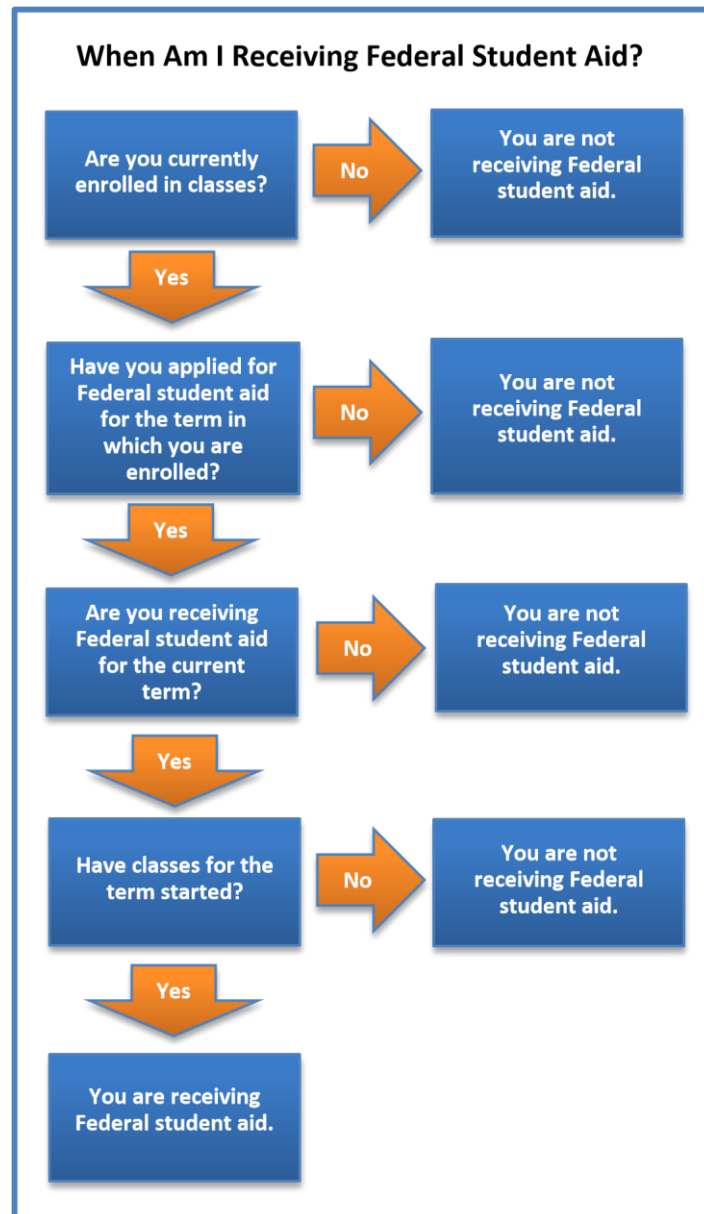 When Am I Receiving Federal Student Aid?
Are you currently
enrolled in classes?
No
You are not
receiving Federal
student aid.
Yes
Have you applied for
Federal student aid
for the term in
which you are
enrolled?
No
You are not
receiving Federal
student aid.
Yes
Are you receiving
Federal student aid
for the current
term?
No
You are not
receiving Federal
student aid.
Yes
Have classes for the
term started?
No
You are not
receiving Federal
student aid.
Yes
You are receiving
Federal student aid.